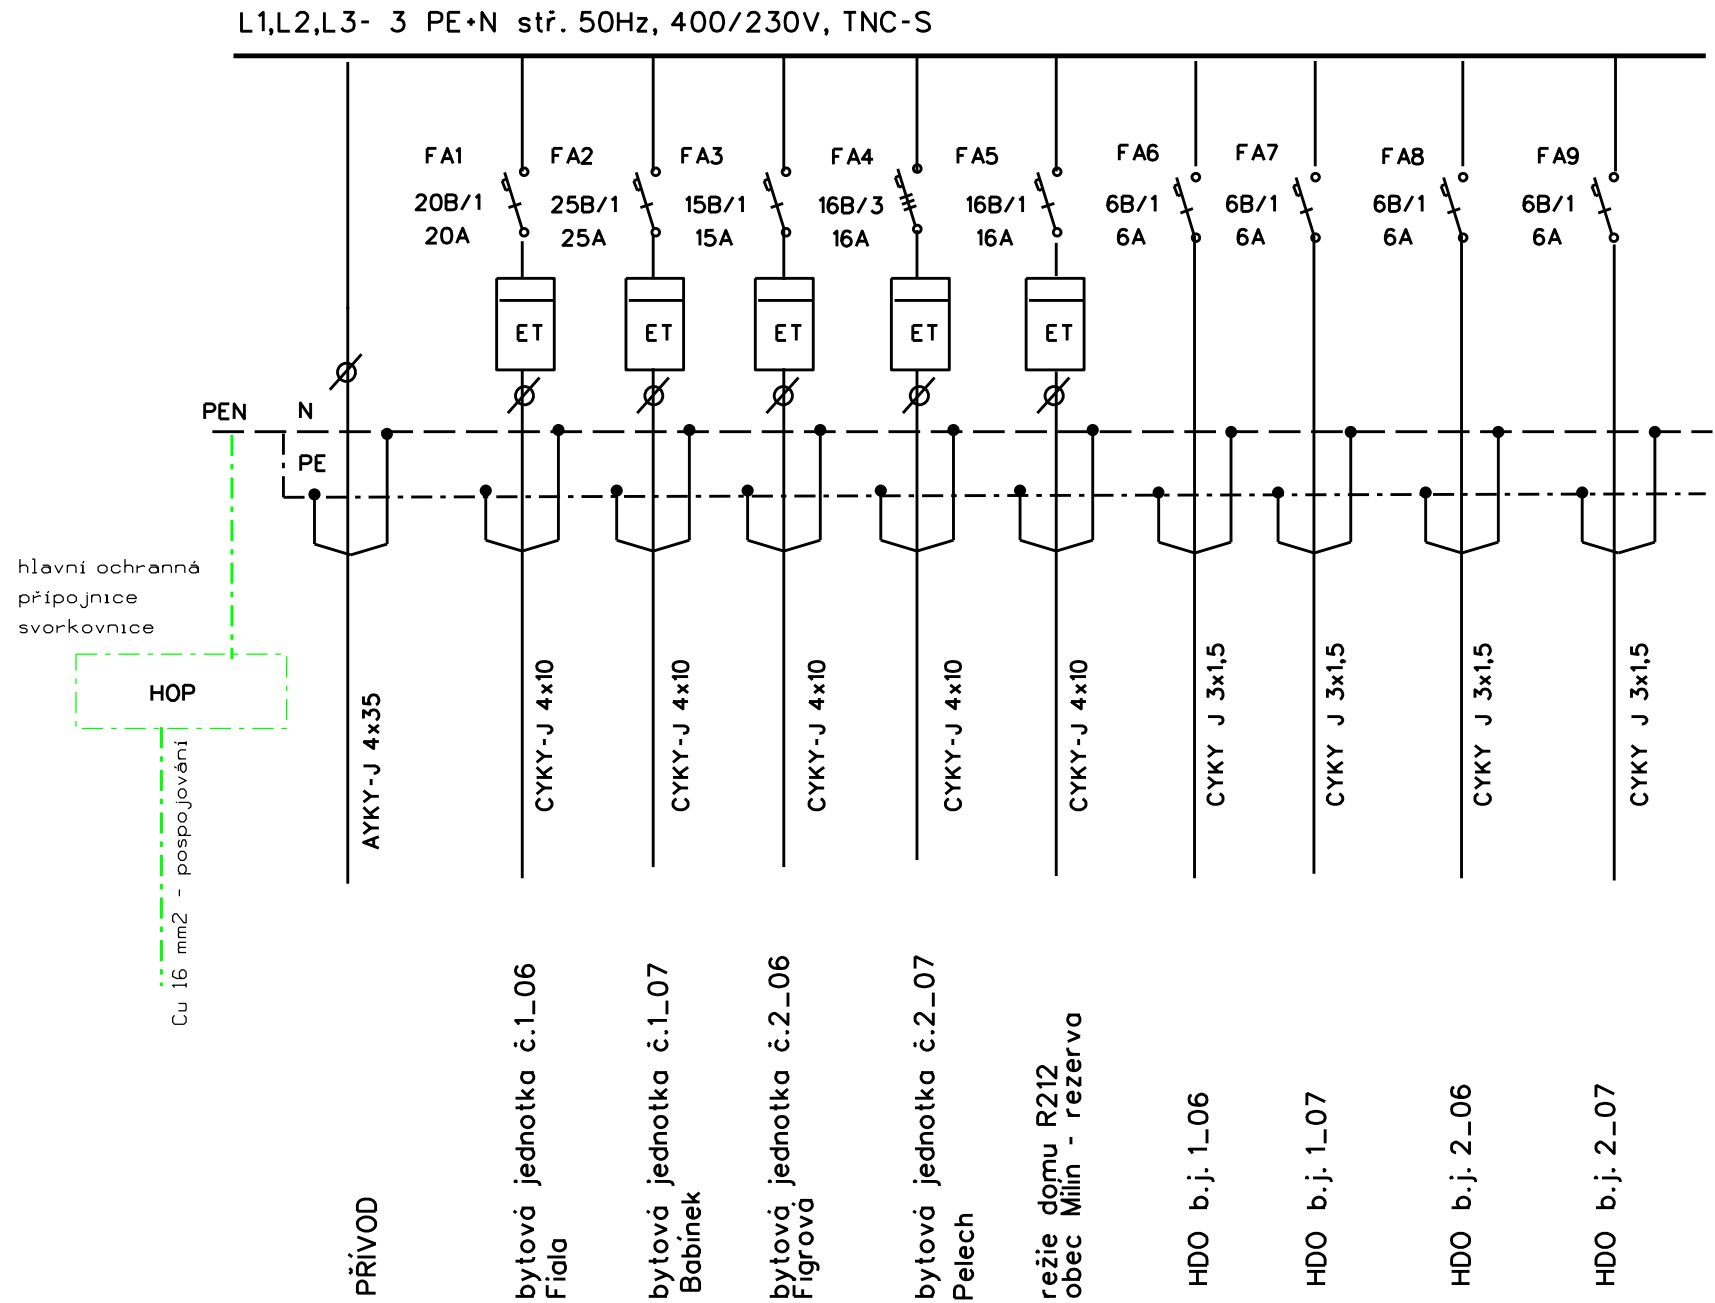 L1,L2,L3- 3 PE+N stř. 50Hz, 400/230V, TNC-S
FA1
20B/1
20A
FA2
25B/1
25A
FA3
15B/1
15A
FA4
16B/3
16A
FA5
16B/1
16A
FA6
6B/1
6A
FA7
6B/1
6A
FA8
6B/1
6A
FA9
6B/1
6A
ET
ET
ET
ET
ET
PEN
N
PE
hlavní ochranná
přípojnice
svorkovnice
HOP
Cu 16 mm2 - pospojování
AYKY-J 4x35
CYKY-J 4x10
CYKY-J 4x10
CYKY-J 4x10
CYKY-J 4x10
CYKY-J 4x10
CYKY J 3x1,5
CYKY J 3x1,5
CYKY J 3x1,5
CYKY J 3x1,5
PŘÍVOD
bytová jednotka č.1_06
Fiala
bytová jednotka č.1_07
Babínek
bytová jednotka č.2_06
Figrová
bytová jednotka č.2_07
Pelech
režie domu R212
obec Milín - rezerva
HDO b.j. 1_06
HDO b.j. 1_07
HDO b.j. 2_06
HDO b.j. 2_07